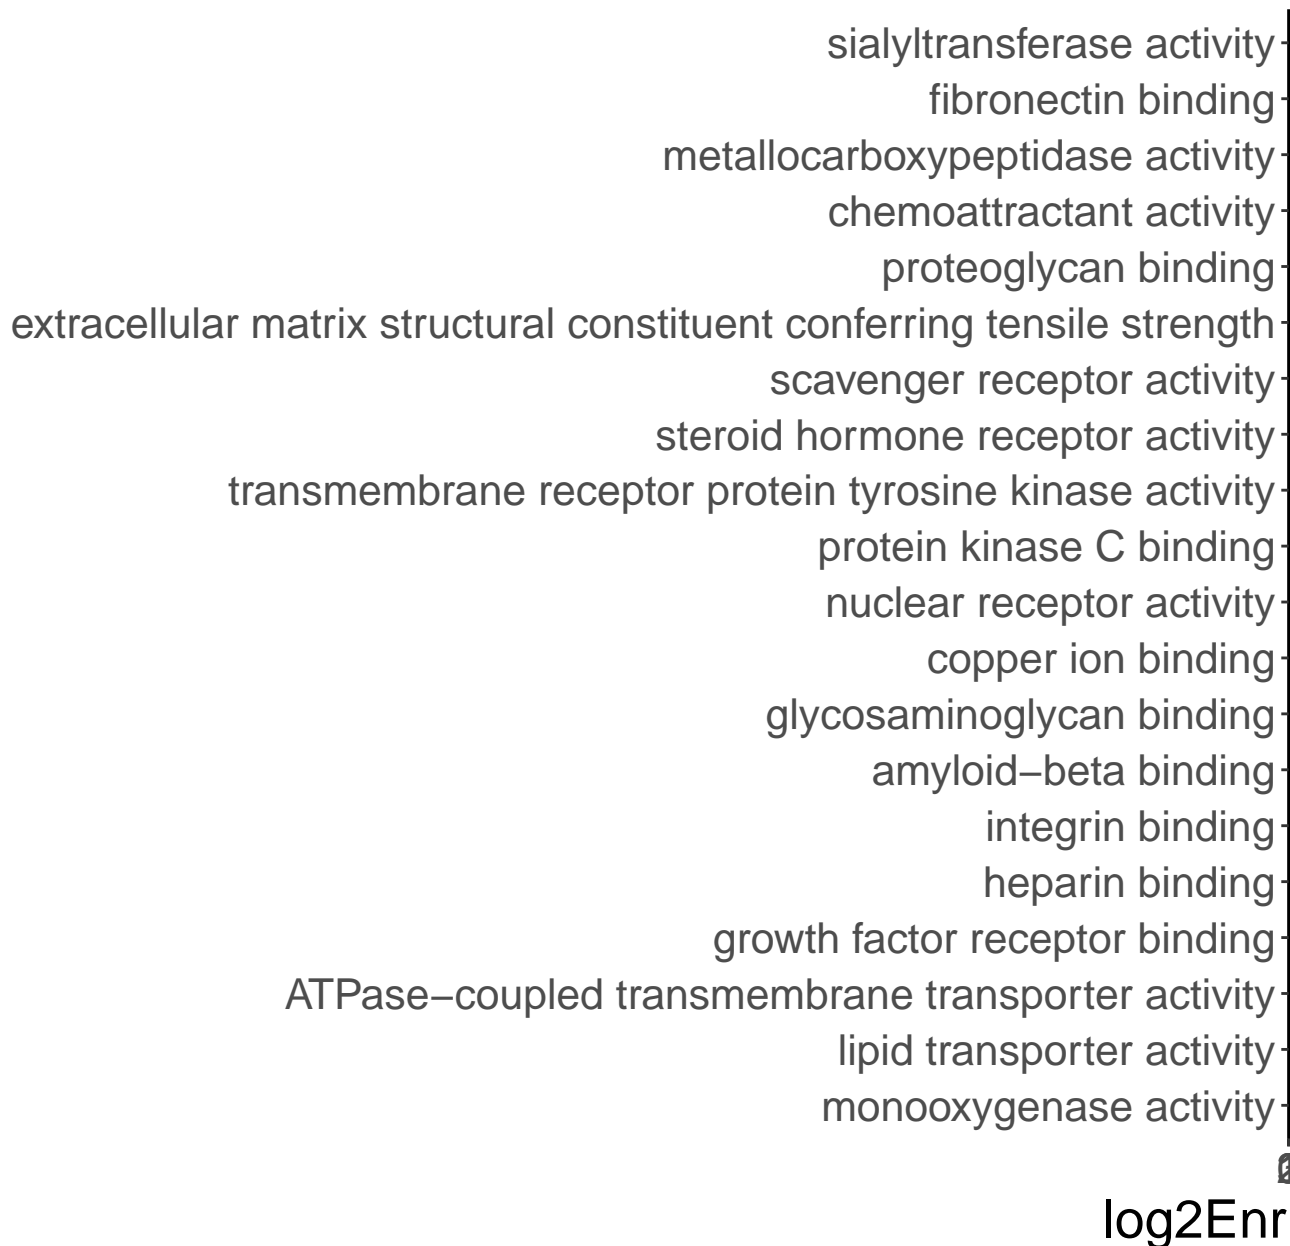 sialyltransferase activity
fibronectin binding
metallocarboxypeptidase activity
chemoattractant activity
proteoglycan binding
extracellular matrix structural constituent conferring tensile strength
scavenger receptor activity
steroid hormone receptor activity
transmembrane receptor protein tyrosine kinase activity
protein kinase C binding
nuclear receptor activity
copper ion binding
glycosaminoglycan binding
amyloid−beta binding
integrin binding
heparin binding
growth factor receptor binding
ATPase−coupled transmembrane transporter activity
lipid transporter activity
monooxygenase activity
log2Enr